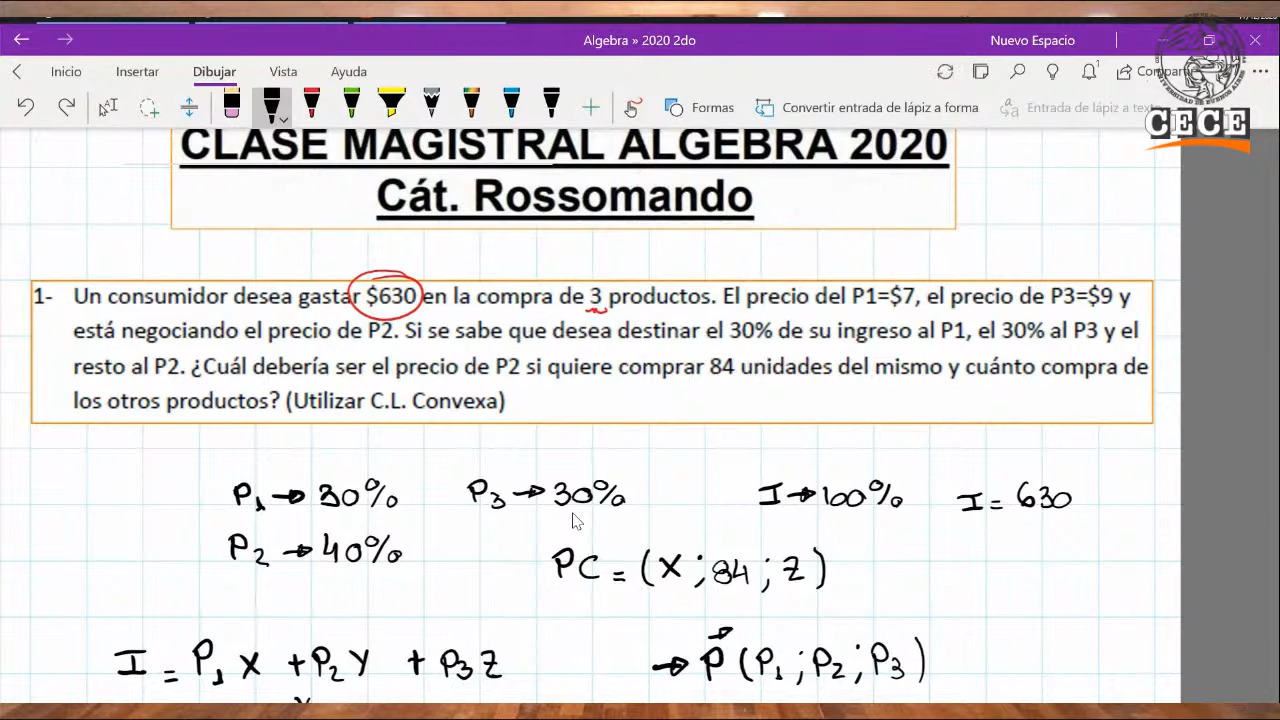 Algebra » 2020 2do
Nuevo Espacio
Inicio Insertar Dibujar Vista Ayuda
Formas Convertir entrada de lápiz a forma Entrada de lápiz a texto
CECE
CLASE MAGISTRAL ALGEBRA 2020
Cát. Rossomando
1- Un consumidor desea gastar $630 en la compra de 3 productos. El precio del P1=$7, el precio de P3=$9 y
está negociando el precio de P2. Si se sabe que desea destinar el 30% de su ingreso al P1, el 30% al P3 y el
resto al P2. ¿Cuál debería ser el precio de P2 si quiere comprar 84 unidades del mismo y cuánto compra de
los otros productos? (Utilizar C.L. Convexa)
P1 → 30% P3 → 30% I → 100% I = 630
P2 → 40%
PC = (X ; 84 ; Z)
I = P1 X + P2 Y + P3 Z → P (P1 ; P2 ; P3)